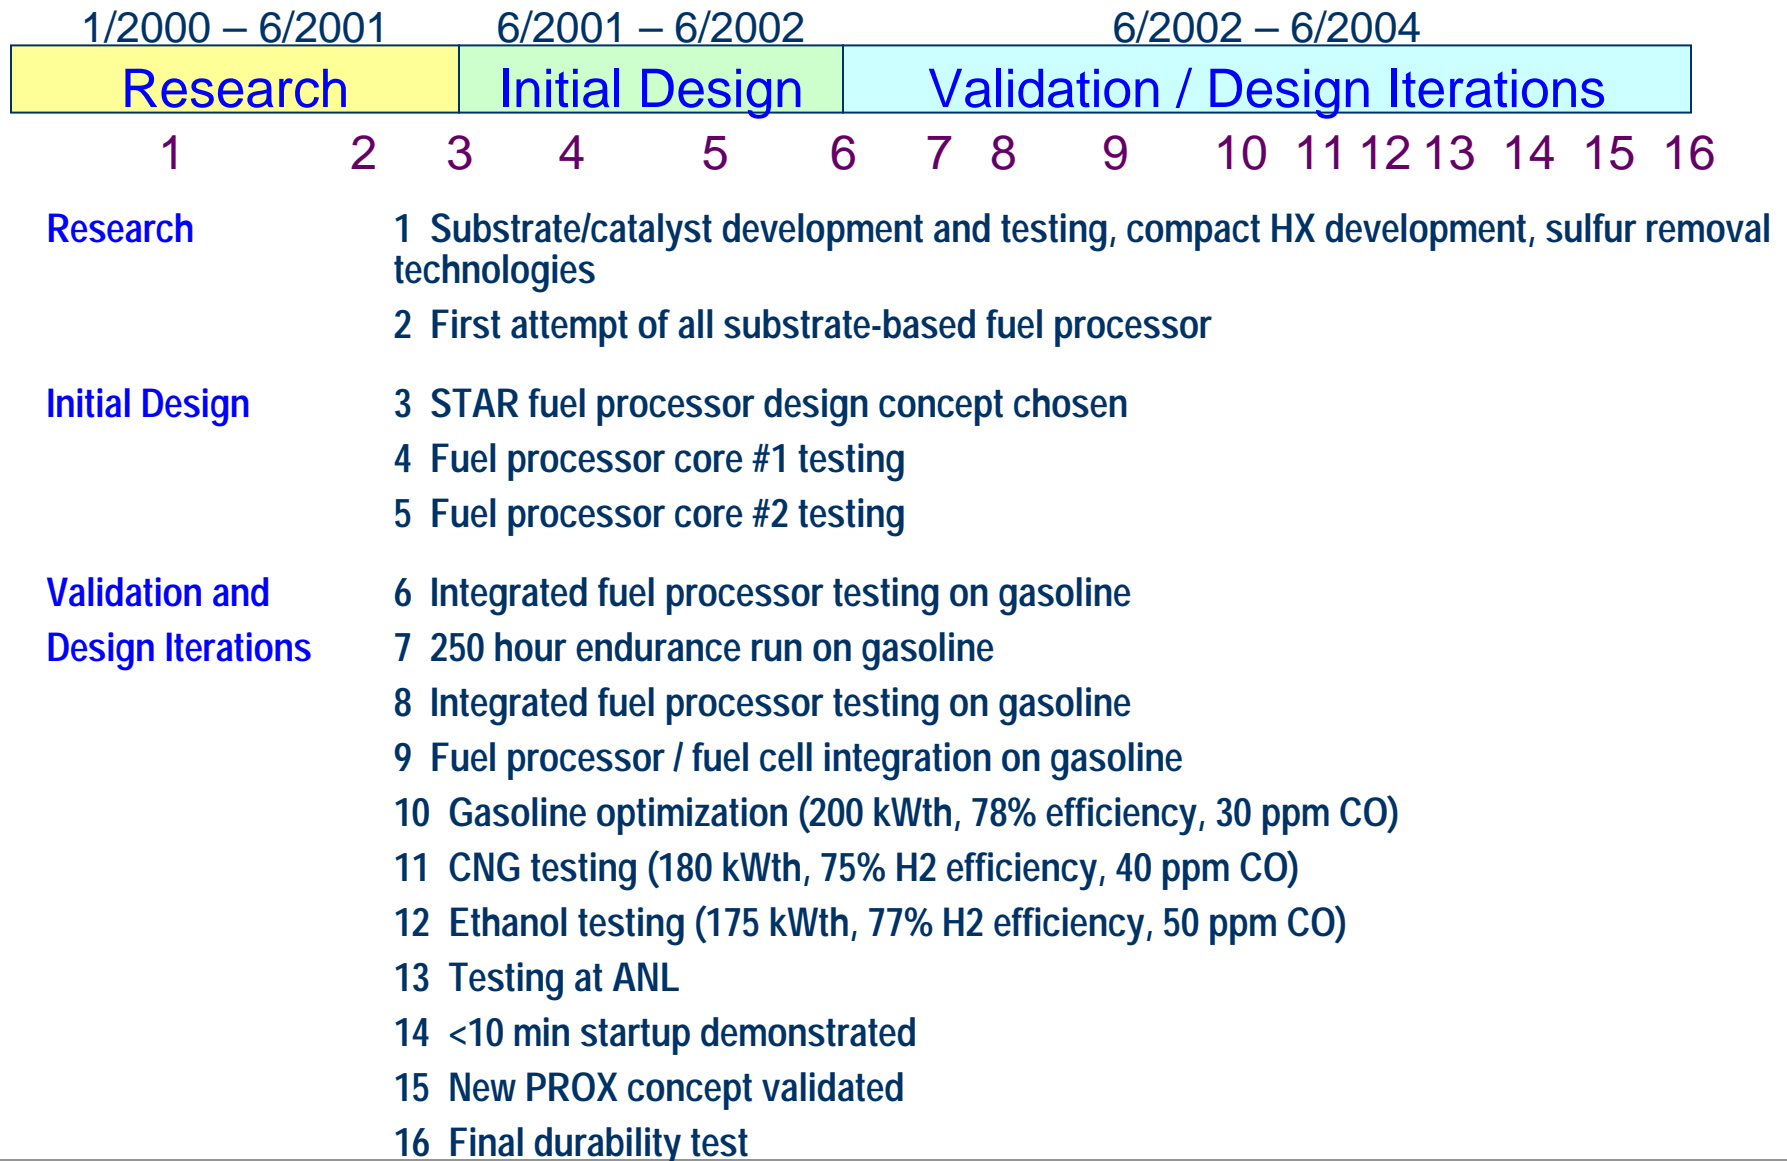 1/2000 – 6/2001 6/2001 – 6/2002 6/2002 – 6/2004
Research Initial Design Validation / Design Iterations
1 2 3 4 5 6 7 8 9 10 11 12 13 14 15 16
Research 1 Substrate/catalyst development and testing, compact HX development, sulfur removal
technologies
2 First attempt of all substrate-based fuel processor
Initial Design 3 STAR fuel processor design concept chosen
4 Fuel processor core #1 testing
5 Fuel processor core #2 testing
Validation and 6 Integrated fuel processor testing on gasoline
Design Iterations 7 250 hour endurance run on gasoline
8 Integrated fuel processor testing on gasoline
9 Fuel processor / fuel cell integration on gasoline
10 Gasoline optimization (200 kWth, 78% efficiency, 30 ppm CO)
11 CNG testing (180 kWth, 75% H2 efficiency, 40 ppm CO)
12 Ethanol testing (175 kWth, 77% H2 efficiency, 50 ppm CO)
13 Testing at ANL
14 <10 min startup demonstrated
15 New PROX concept validated
16 Final durability test